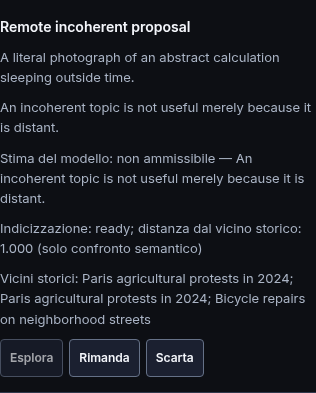 Remote incoherent proposal
A literal photograph of an abstract calculation
sleeping outside time.
An incoherent topic is not useful merely because it
is distant.
Stima del modello: non ammissibile — An
incoherent topic is not useful merely because it is
distant.
Indicizzazione: ready; distanza dal vicino storico:
1.000 (solo confronto semantico)
Vicini storici: Paris agricultural protests in 2024;
Paris agricultural protests in 2024; Bicycle repairs
on neighborhood streets
Esplora Rimanda Scarta